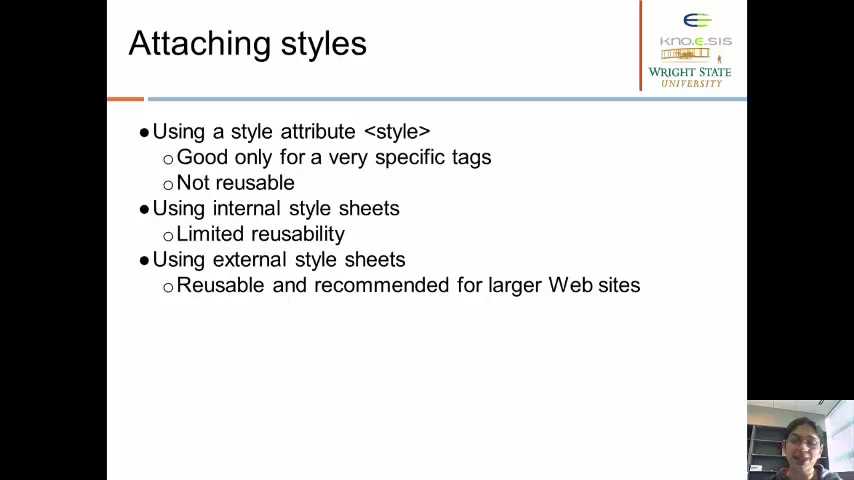 Attaching styles
kno.e.sis
WRIGHT STATE
UNIVERSITY
●Using a style attribute <style>
○Good only for a very specific tags
○Not reusable
●Using internal style sheets
○Limited reusability
●Using external style sheets
○Reusable and recommended for larger Web sites